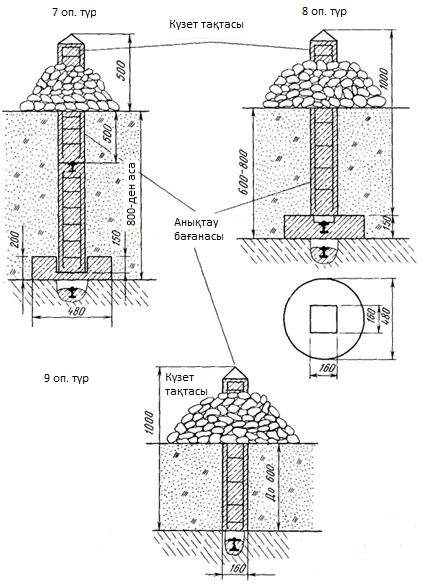 7 оп. түр
Күзет тақтасы
8 оп. түр
500
1000
500
800-ден аса
600-800
200
150
150
480
Анықтау
бағанасы
160
480
160
9 оп. түр
Күзет
тақтасы
1000
До 600
160